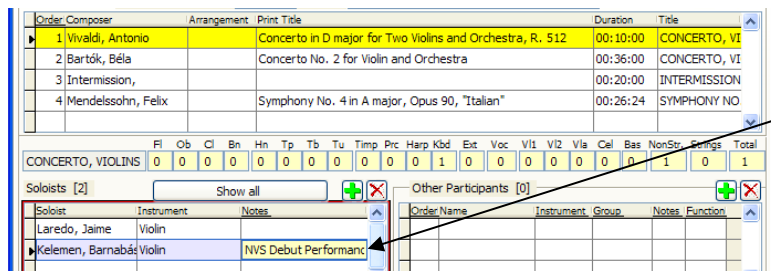 Order Composer Arrangement Print Title Duration Title
1 Vivaldi, Antonio Concerto in D major for Two Violins and Orchestra, R. 512 00:10:00 CONCERTO, VI
2 Bartók, Béla Concerto No. 2 for Violin and Orchestra 00:36:00 CONCERTO, VI
3 Intermission, 00:20:00 INTERMISSION
4 Mendelssohn, Felix Symphony No. 4 in A major, Opus 90, "Italian" 00:26:24 SYMPHONY NO
Fl Ob Cl Bn Hn Tp Tb Tu Timp Prc Harp Kbd Ext Voc Vl1 Vl2 Vla Cel Bas NonStr. Strings Total
CONCERTO, VIOLINS 0 0 0 0 0 0 0 0 0 0 0 1 0 0 0 0 0 0 0 1 0 1
Soloists [2] Show all Other Participants [0]
Soloist Instrument Notes Order Name Instrument Group Notes Function
Laredo, Jaime Violin
Kelemen, Barnabás Violin NVS Debut Performanc